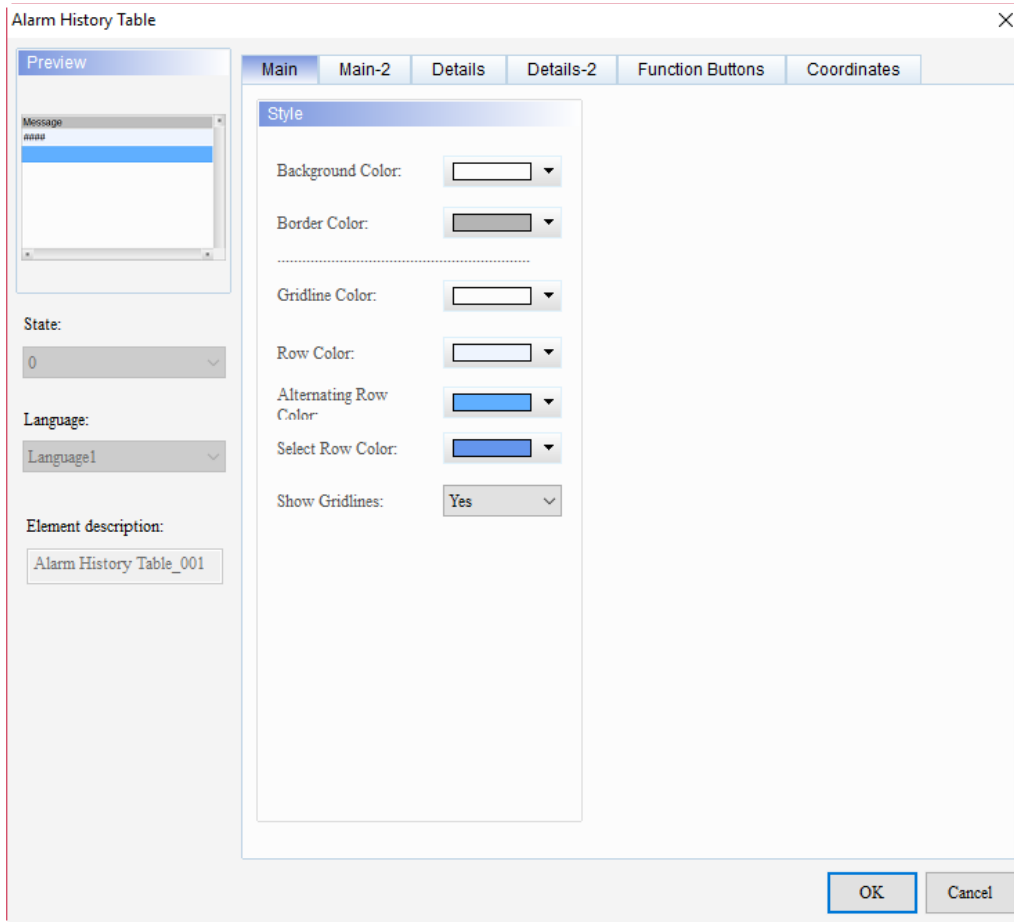 Alarm History Table
Preview
Message
####
State:
0
Language:
Language1
Element description:
Alarm History Table_001
Main Main-2 Details Details-2 Function Buttons Coordinates
Style
Background Color:
Border Color:
Gridline Color:
Row Color:
Alternating Row
Color:
Select Row Color:
Show Gridlines: Yes
OK Cancel